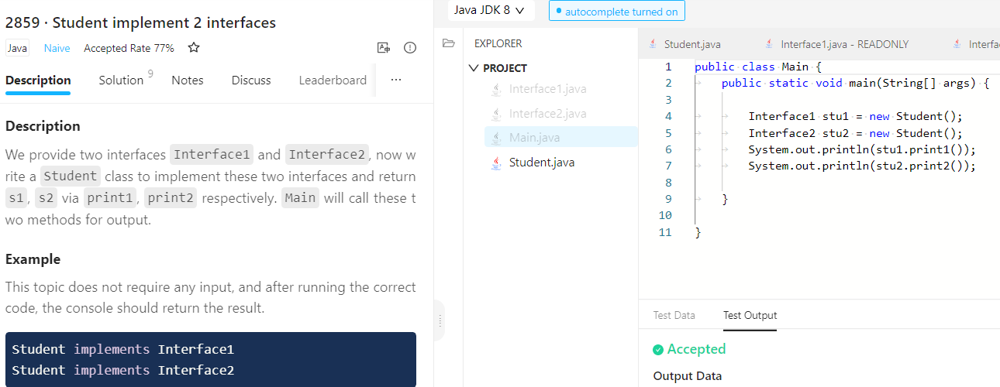 2859 · Student implement 2 interfaces
Java Naive Accepted Rate 77%
Description Solution 9 Notes Discuss Leaderboard ...
Description
We provide two interfaces Interface1 and Interface2, now w
rite a Student class to implement these two interfaces and return
s1, s2 via print1, print2 respectively. Main will call these t
wo methods for output.
Example
This topic does not require any input, and after running the correct
code, the console should return the result.
Student implements Interface1
Student implements Interface2
Java JDK 8 autocomplete turned on
EXPLORER
PROJECT
Interface1.java
Interface2.java
Main.java
Student.java
Student.java Interface1.java - READONLY Interfa
1 public class Main {
2 public static void main(String[] args) {
3
4 Interface1 stu1 = new Student();
5 Interface2 stu2 = new Student();
6 System.out.println(stu1.print1());
7 System.out.println(stu2.print2());
8
9 }
10
11 }
Test Data Test Output
Accepted
Output Data